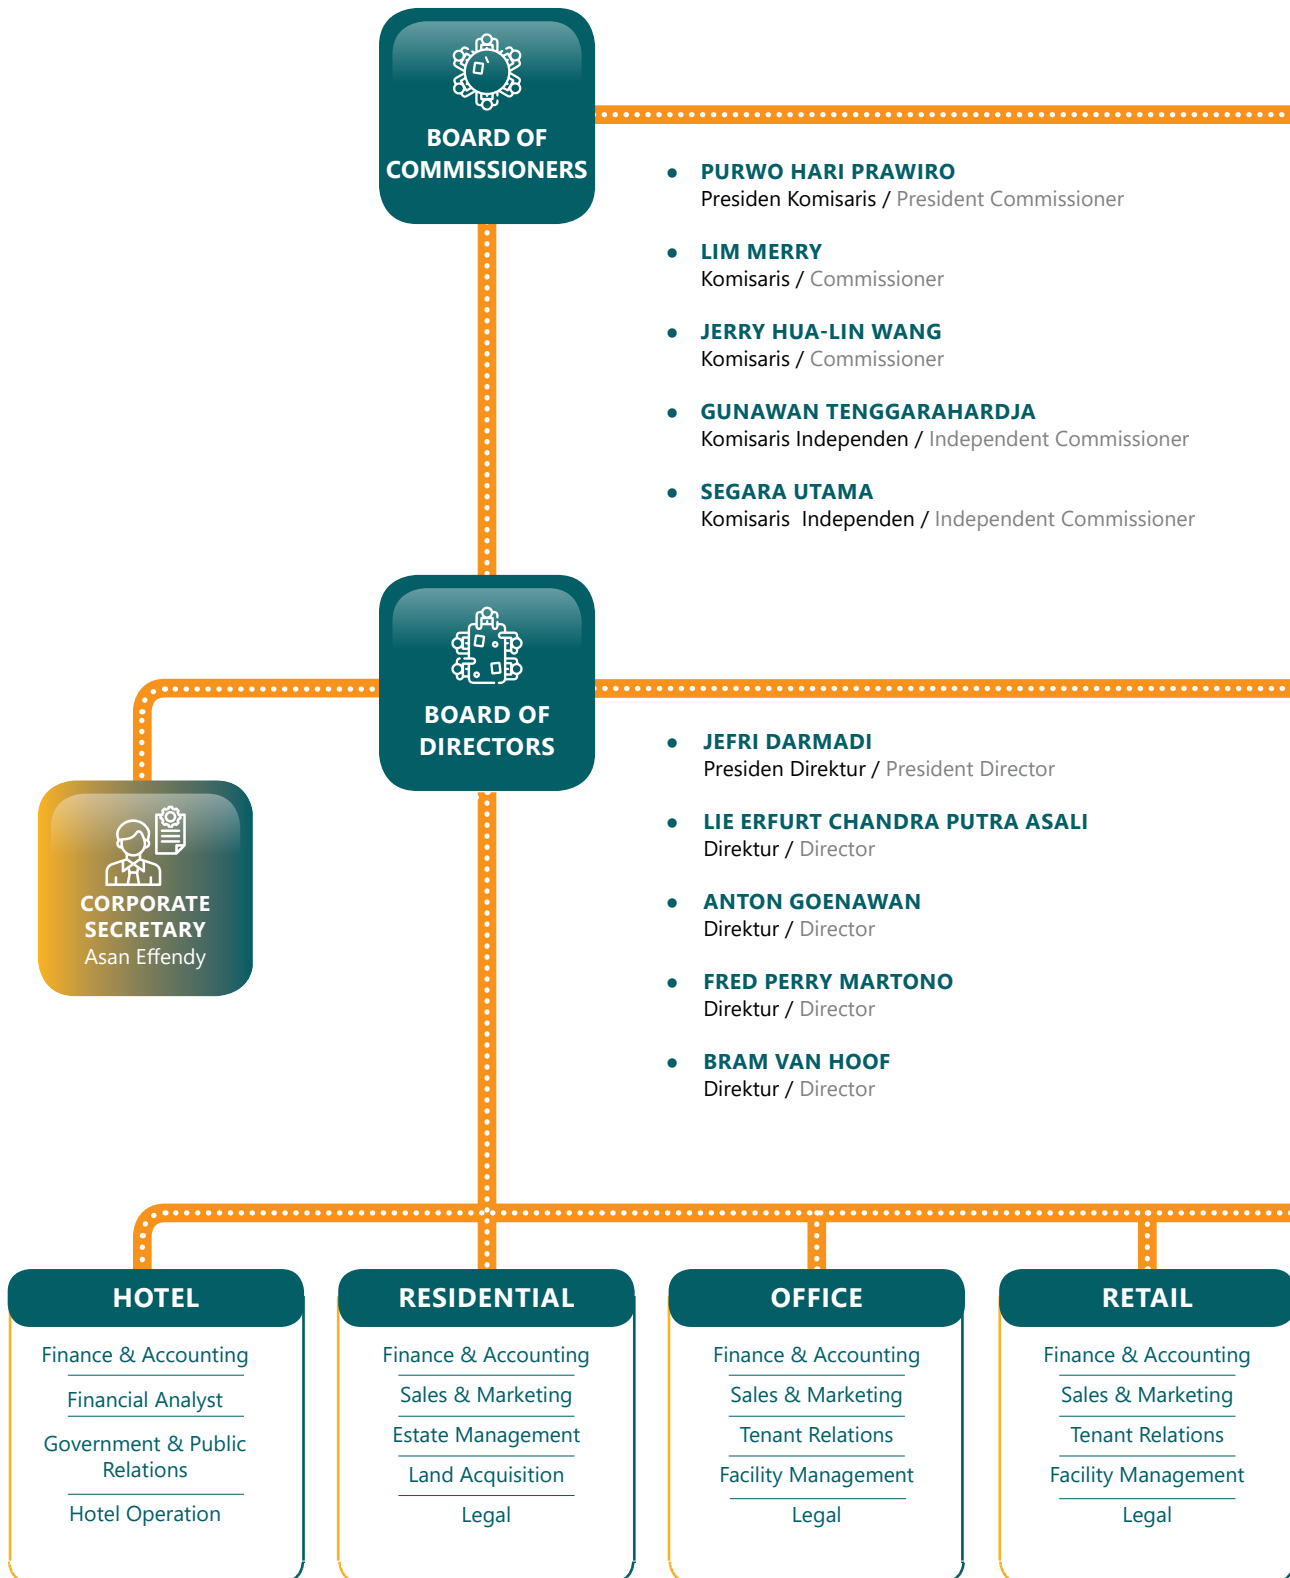 BOARD OF
COMMISSIONERS
PURWO HARI PRAWIRO
Presiden Komisaris / President Commissioner
LIM MERRY
Komisaris / Commissioner
JERRY HUA-LIN WANG
Komisaris / Commissioner
GUNAWAN TENGGARAHARDJA
Komisaris Independen / Independent Commissioner
SEGARA UTAMA
Komisaris Independen / Independent Commissioner
BOARD OF
DIRECTORS
JEFRI DARMADI
Presiden Direktur / President Director
LIE ERFURT CHANDRA PUTRA ASALI
Direktur / Director
ANTON GOENAWAN
Direktur / Director
FRED PERRY MARTONO
Direktur / Director
BRAM VAN HOOF
Direktur / Director
CORPORATE
SECRETARY
Asan Effendy
HOTEL
Finance & Accounting
Financial Analyst
Government & Public
Relations
Hotel Operation
RESIDENTIAL
Finance & Accounting
Sales & Marketing
Estate Management
Land Acquisition
Legal
OFFICE
Finance & Accounting
Sales & Marketing
Tenant Relations
Facility Management
Legal
RETAIL
Finance & Accounting
Sales & Marketing
Tenant Relations
Facility Management
Legal